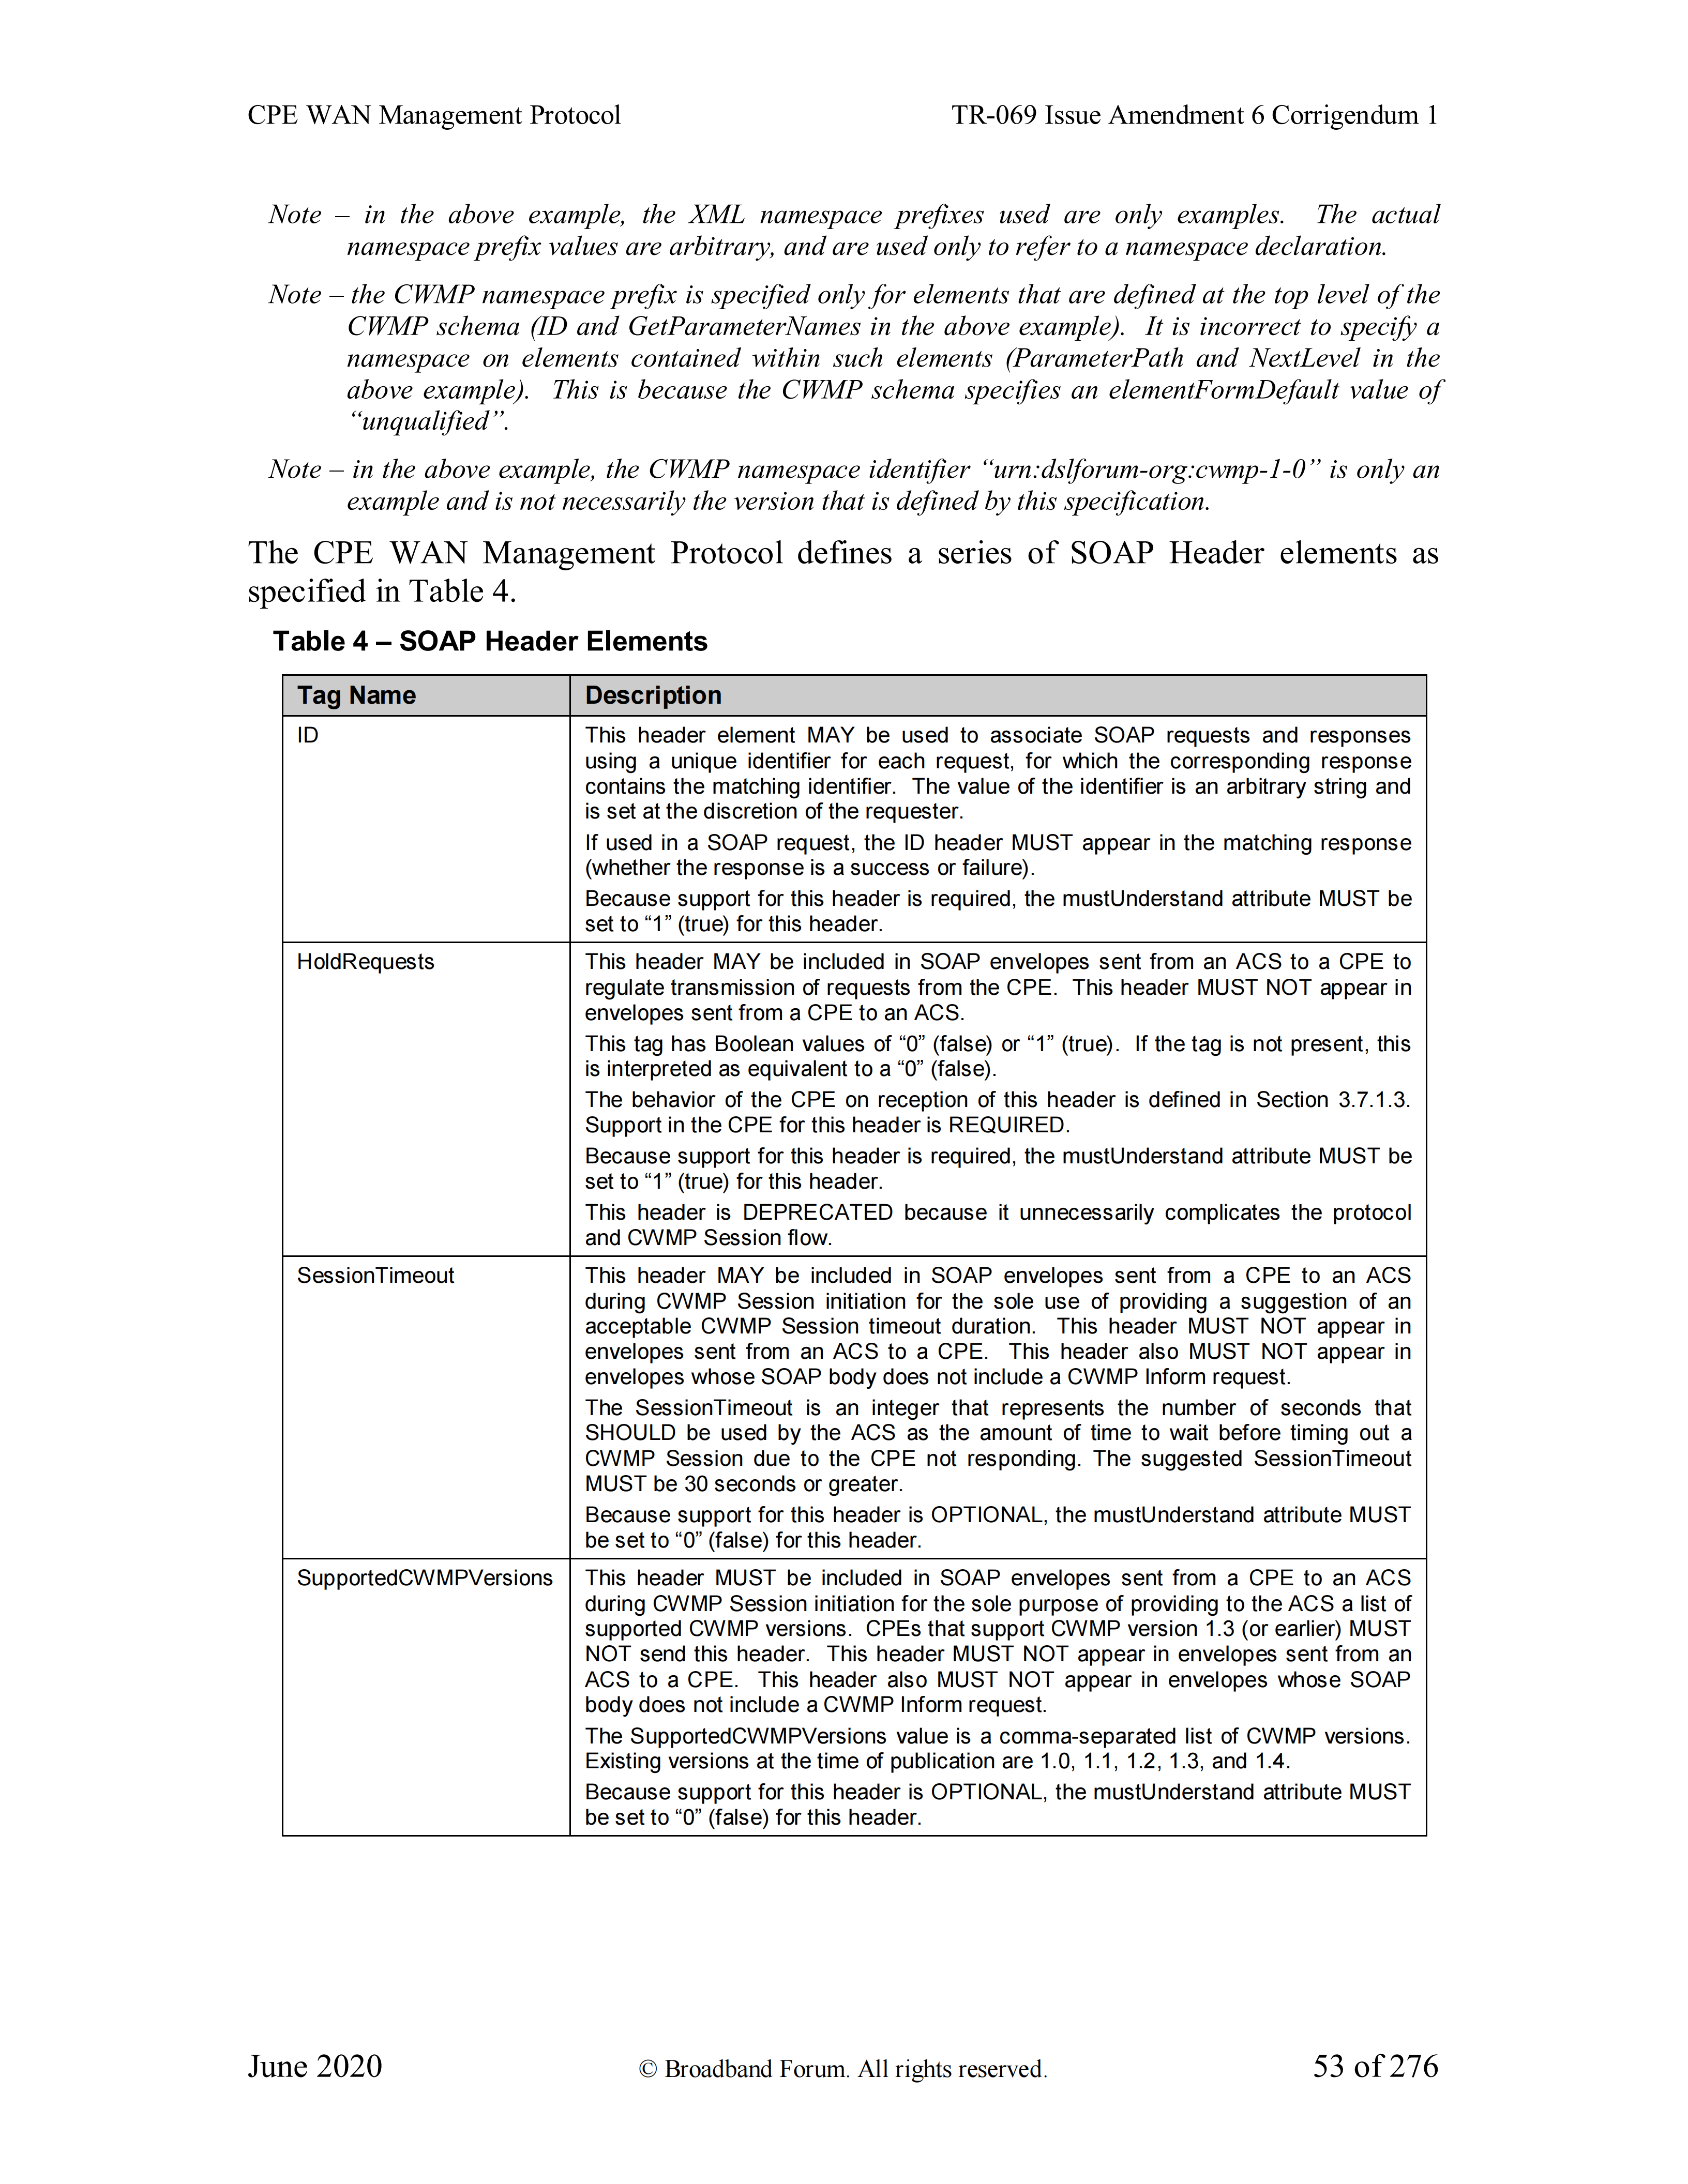 CPE WAN Management Protocol
TR-069 Issue Amendment 6 Corrigendum 1
Note – in the above example, the XML namespace prefixes used are only examples. The actual
namespace prefix values are arbitrary, and are used only to refer to a namespace declaration.
Note – the CWMP namespace prefix is specified only for elements that are defined at the top level of the
CWMP schema (ID and GetParameterNames in the above example). It is incorrect to specify a
namespace on elements contained within such elements (ParameterPath and NextLevel in the
above example). This is because the CWMP schema specifies an elementFormDefault value of
“unqualified”.
Note – in the above example, the CWMP namespace identifier “urn:dslforum-org:cwmp-1-0” is only an
example and is not necessarily the version that is defined by this specification.
The CPE WAN Management Protocol defines a series of SOAP Header elements as
specified in Table 4.
Table 4 – SOAP Header Elements
Tag Name
Description
ID
This header element MAY be used to associate SOAP requests and responses
using a unique identifier for each request, for which the corresponding response
contains the matching identifier. The value of the identifier is an arbitrary string and
is set at the discretion of the requester.
If used in a SOAP request, the ID header MUST appear in the matching response
(whether the response is a success or failure).
Because support for this header is required, the mustUnderstand attribute MUST be
set to “1” (true) for this header.
HoldRequests
This header MAY be included in SOAP envelopes sent from an ACS to a CPE to
regulate transmission of requests from the CPE. This header MUST NOT appear in
envelopes sent from a CPE to an ACS.
This tag has Boolean values of “0” (false) or “1” (true). If the tag is not present, this
is interpreted as equivalent to a “0” (false).
The behavior of the CPE on reception of this header is defined in Section 3.7.1.3.
Support in the CPE for this header is REQUIRED.
Because support for this header is required, the mustUnderstand attribute MUST be
set to “1” (true) for this header.
This header is DEPRECATED because it unnecessarily complicates the protocol
and CWMP Session flow.
SessionTimeout
This header MAY be included in SOAP envelopes sent from a CPE to an ACS
during CWMP Session initiation for the sole use of providing a suggestion of an
acceptable CWMP Session timeout duration. This header MUST NOT appear in
envelopes sent from an ACS to a CPE. This header also MUST NOT appear in
envelopes whose SOAP body does not include a CWMP Inform request.
The SessionTimeout is an integer that represents the number of seconds that
SHOULD be used by the ACS as the amount of time to wait before timing out a
CWMP Session due to the CPE not responding. The suggested SessionTimeout
MUST be 30 seconds or greater.
Because support for this header is OPTIONAL, the mustUnderstand attribute MUST
be set to “0” (false) for this header.
SupportedCWMPVersions
This header MUST be included in SOAP envelopes sent from a CPE to an ACS
during CWMP Session initiation for the sole purpose of providing to the ACS a list of
supported CWMP versions. CPEs that support CWMP version 1.3 (or earlier) MUST
NOT send this header. This header MUST NOT appear in envelopes sent from an
ACS to a CPE. This header also MUST NOT appear in envelopes whose SOAP
body does not include a CWMP Inform request.
The SupportedCWMPVersions value is a comma-separated list of CWMP versions.
Existing versions at the time of publication are 1.0, 1.1, 1.2, 1.3, and 1.4.
Because support for this header is OPTIONAL, the mustUnderstand attribute MUST
be set to “0” (false) for this header.
June 2020
© Broadband Forum. All rights reserved.
53 of 276